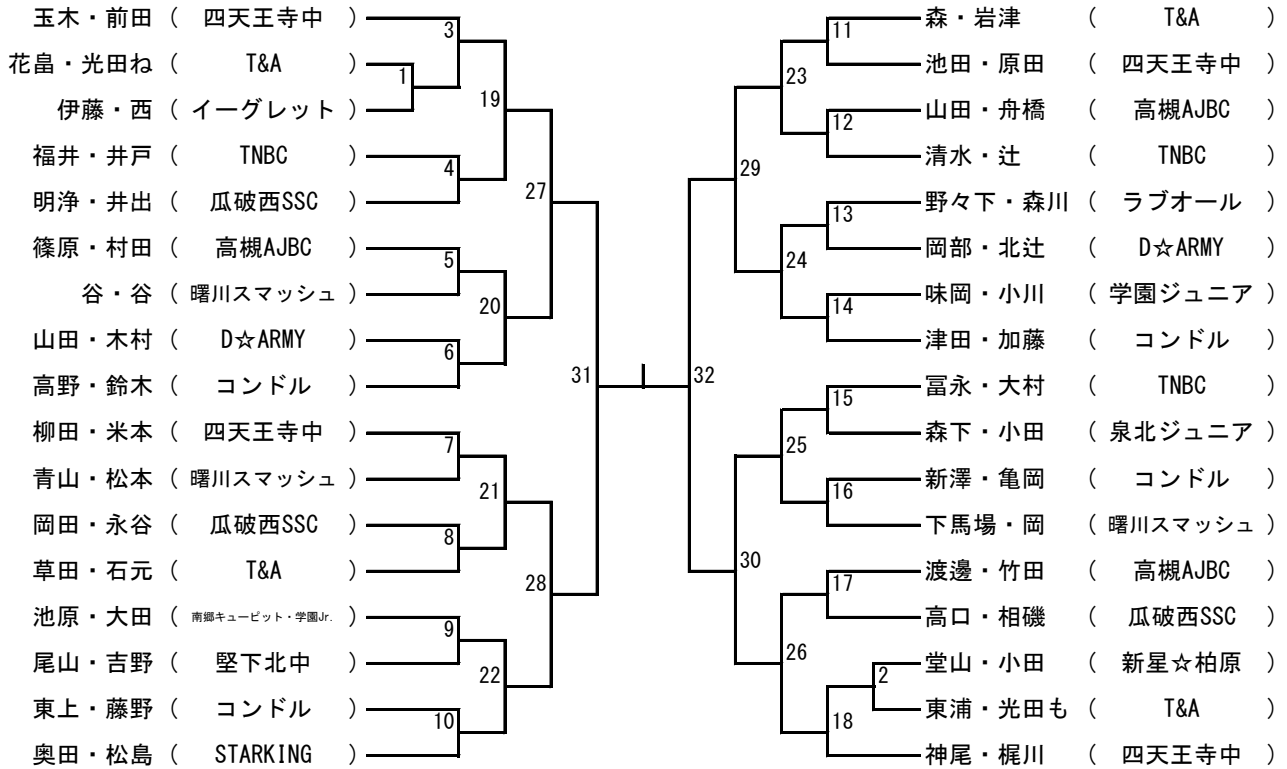 玉木・前田 ( 四天王寺中 )
花畠・光田ね ( T&A )
伊藤・西 ( イーグレット )
福井・井戸 ( TNBC )
明浄・井出 ( 瓜破西SSC )
篠原・村田 ( 高槻AJBC )
谷・谷 ( 曙川スマッシュ )
山田・木村 ( D☆ARMY )
高野・鈴木 ( コンドル )
柳田・米本 ( 四天王寺中 )
青山・松本 ( 曙川スマッシュ )
岡田・永谷 ( 瓜破西SSC )
草田・石元 ( T&A )
池原・大田 ( 南郷キューピット・学園Jr. )
尾山・吉野 ( 堅下北中 )
東上・藤野 ( コンドル )
奥田・松島 ( STARKING )
3
1
19
4
27
5
20
6
31
7
21
8
28
9
22
10
11
23
12
29
13
24
14
32
15
25
16
30
17
26
2
18
森・岩津 ( T&A )
池田・原田 ( 四天王寺中 )
山田・舟橋 ( 高槻AJBC )
清水・辻 ( TNBC )
野々下・森川 ( ラブオール )
岡部・北辻 ( D☆ARMY )
味岡・小川 ( 学園ジュニア )
津田・加藤 ( コンドル )
冨永・大村 ( TNBC )
森下・小田 ( 泉北ジュニア )
新澤・亀岡 ( コンドル )
下馬場・岡 ( 曙川スマッシュ )
渡邊・竹田 ( 高槻AJBC )
高口・相磯 ( 瓜破西SSC )
堂山・小田 ( 新星☆柏原 )
東浦・光田も ( T&A )
神尾・梶川 ( 四天王寺中 )